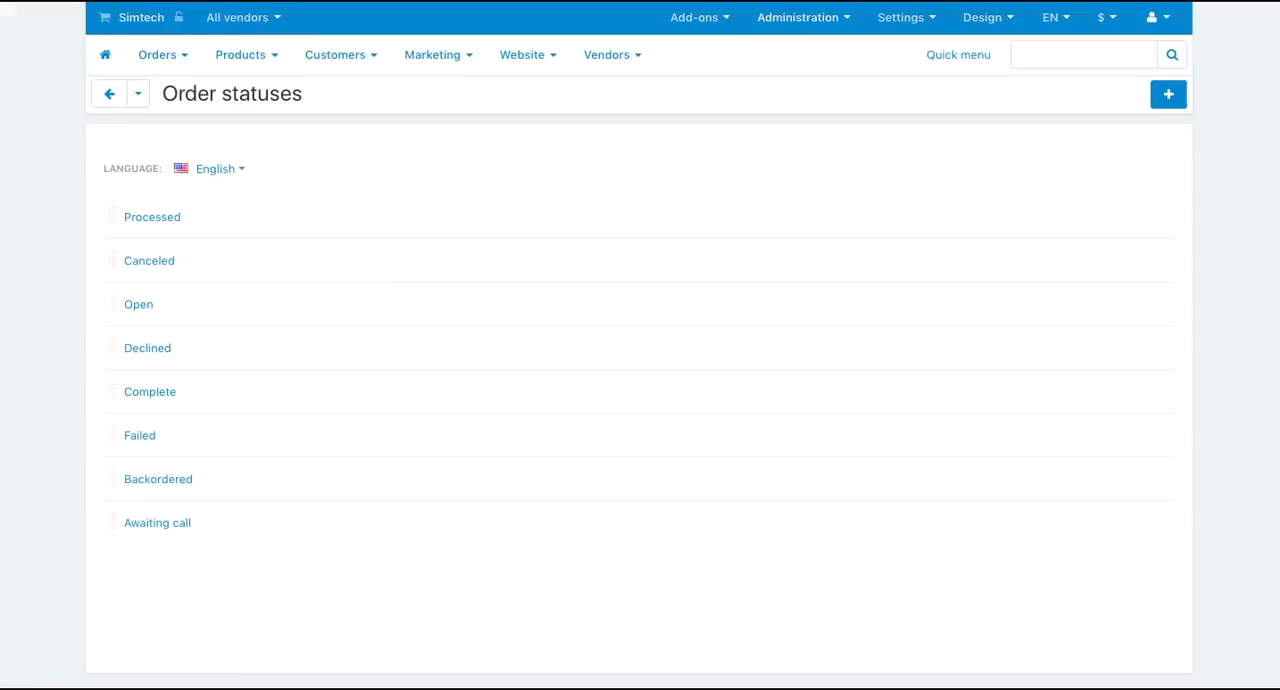 Simtech All vendors Add-ons Administration Settings Design EN $
Orders Products Customers Marketing Website Vendors Quick menu
Order statuses
LANGUAGE: English
Processed
Canceled
Open
Declined
Complete
Failed
Backordered
Awaiting call